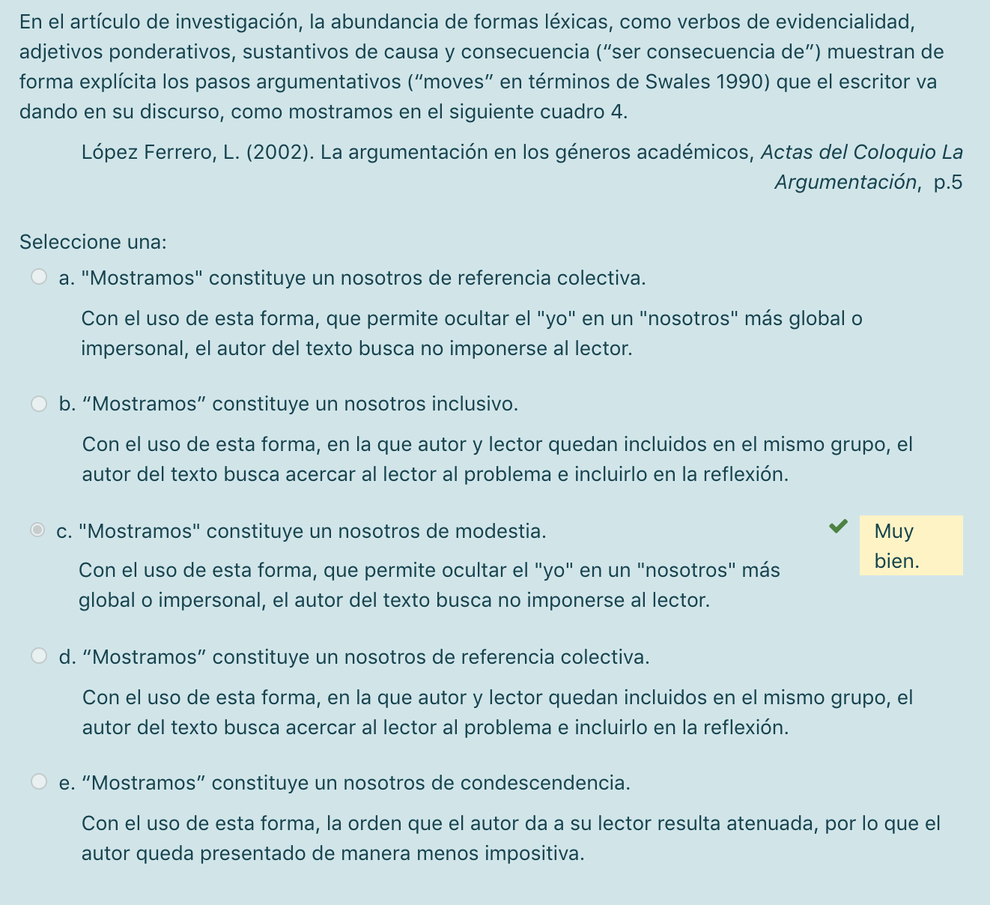 En el artículo de investigación, la abundancia de formas léxicas, como verbos de evidencialidad,
adjetivos ponderativos, sustantivos de causa y consecuencia (“ser consecuencia de”) muestran de
forma explícita los pasos argumentativos (“moves” en términos de Swales 1990) que el escritor va
dando en su discurso, como mostramos en el siguiente cuadro 4.
López Ferrero, L. (2002). La argumentación en los géneros académicos, Actas del Coloquio La
Argumentación, p.5
Seleccione una:
a. "Mostramos" constituye un nosotros de referencia colectiva.
Con el uso de esta forma, que permite ocultar el "yo" en un "nosotros" más global o
impersonal, el autor del texto busca no imponerse al lector.
b. “Mostramos” constituye un nosotros inclusivo.
Con el uso de esta forma, en la que autor y lector quedan incluidos en el mismo grupo, el
autor del texto busca acercar al lector al problema e incluirlo en la reflexión.
c. "Mostramos" constituye un nosotros de modestia.
Con el uso de esta forma, que permite ocultar el "yo" en un "nosotros" más
global o impersonal, el autor del texto busca no imponerse al lector.
Muy
bien.
d. “Mostramos” constituye un nosotros de referencia colectiva.
Con el uso de esta forma, en la que autor y lector quedan incluidos en el mismo grupo, el
autor del texto busca acercar al lector al problema e incluirlo en la reflexión.
e. “Mostramos” constituye un nosotros de condescendencia.
Con el uso de esta forma, la orden que el autor da a su lector resulta atenuada, por lo que el
autor queda presentado de manera menos impositiva.